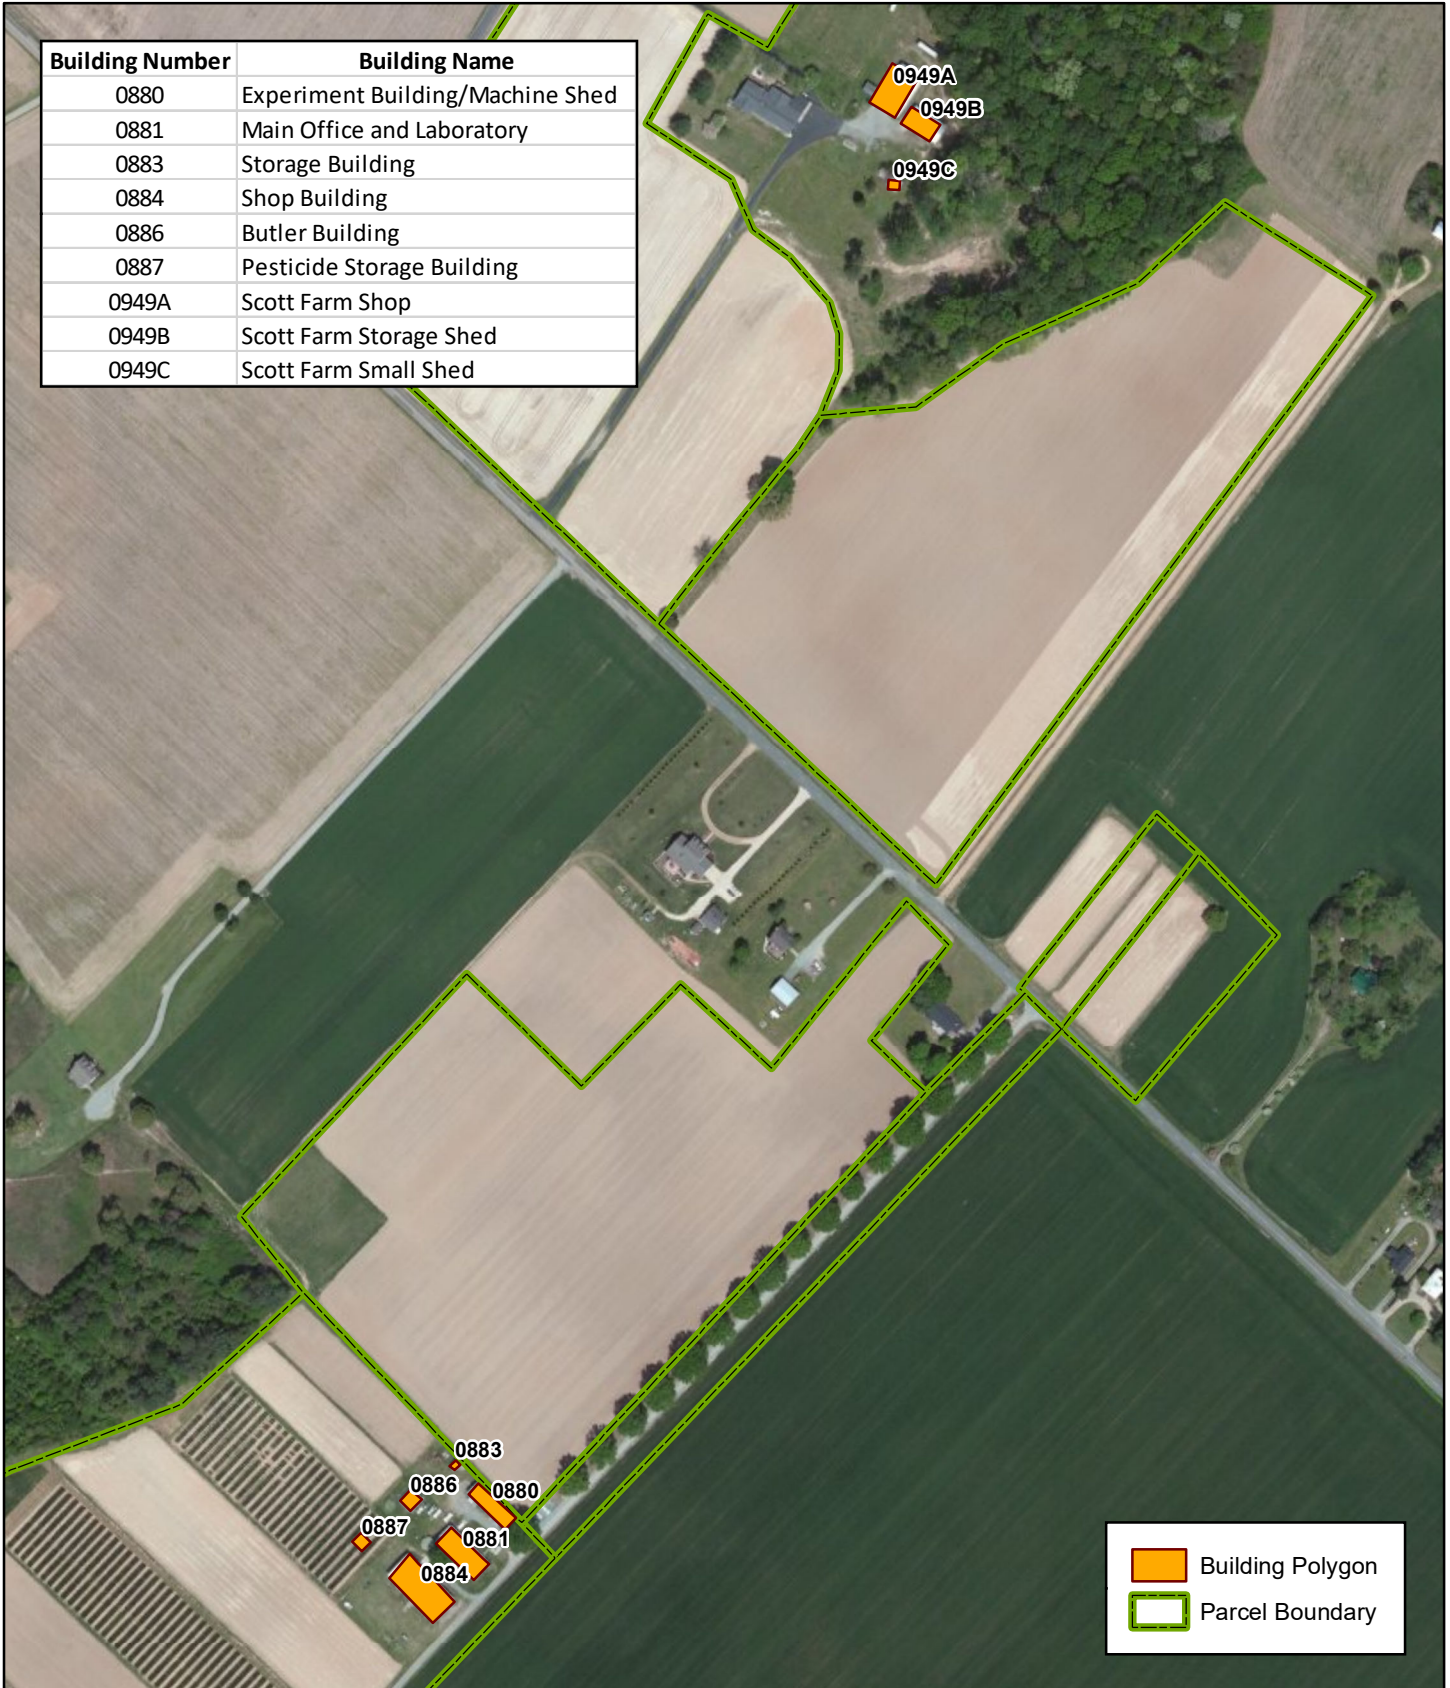 Building Number Building Name
0880 Experiment Building/Machine Shed
0881 Main Office and Laboratory
0883 Storage Building
0884 Shop Building
0886 Butler Building
0887 Pesticide Storage Building
0949A Scott Farm Shop
0949B Scott Farm Storage Shed
0949C Scott Farm Small Shed
0949A
0949B
0949C
0883
0886
0880
0887
0881
0884
Building Polygon
Parcel Boundary